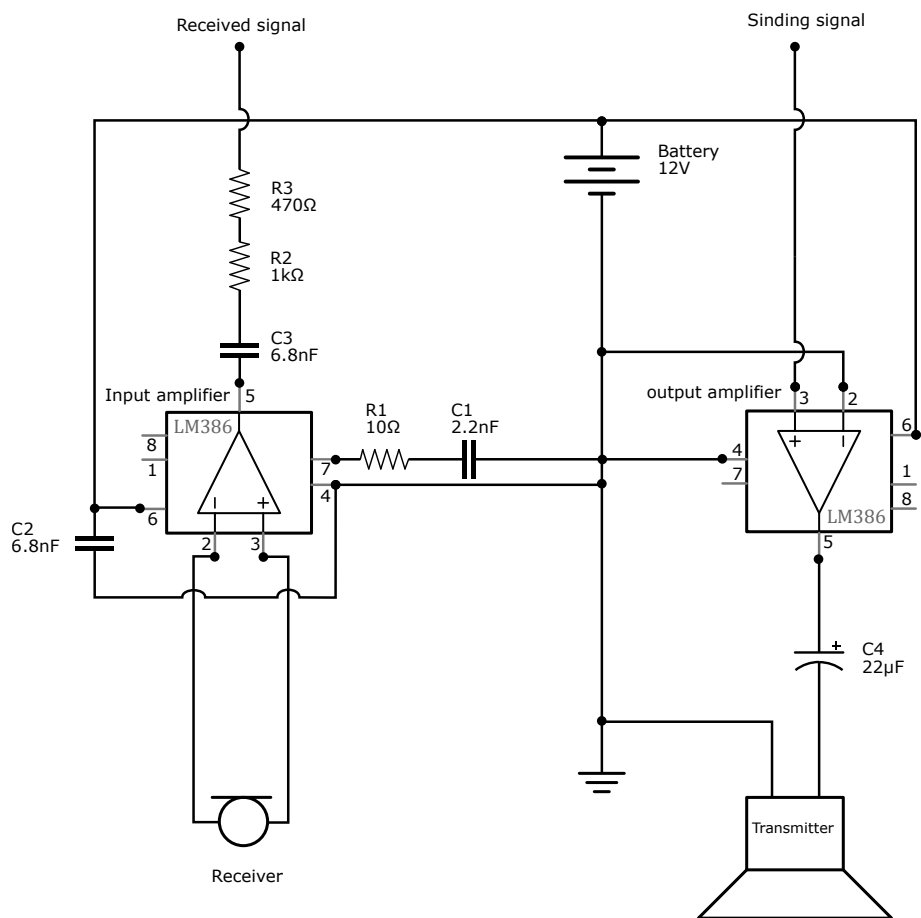 Received signal
Sinding signal
Battery
12V
R3
470Ω
R2
1kΩ
C3
6.8nF
Input amplifier
5
LM386
8
1
6
7
4
2
3
R1
10Ω
C1
2.2nF
C2
6.8nF
output amplifier
3
2
4
7
6
1
8
LM386
5
+
C4
22µF
Receiver
Transmitter